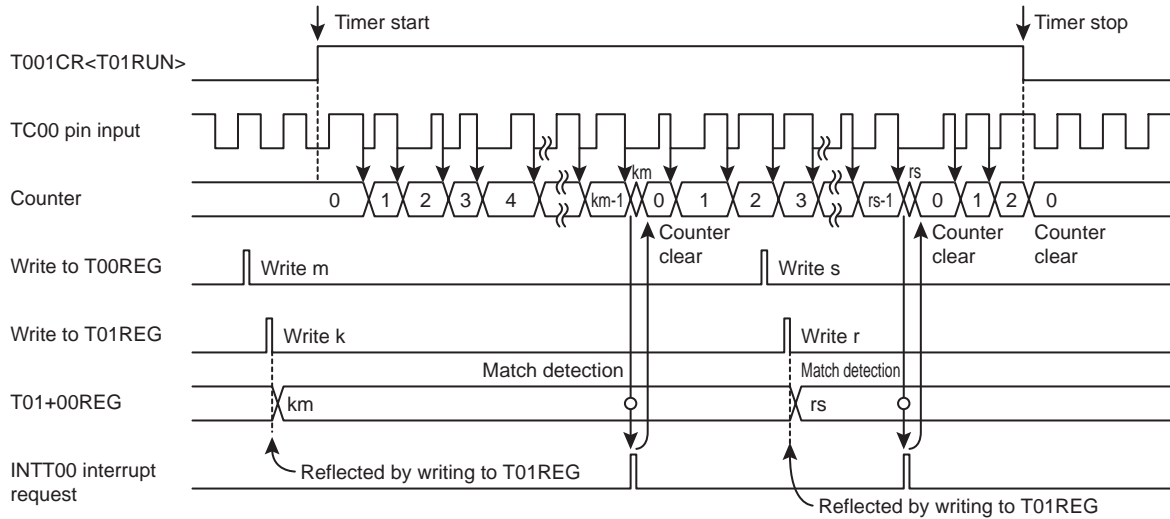 Timer start
Timer stop
T001CR<T01RUN>
TC00 pin input
Counter
0 1 2 3 4 km-1 km 0 1 2 3 rs-1 rs 0 1 2 0
Counter clear
Counter clear
Counter clear
Write to T00REG
Write m
Write s
Write to T01REG
Write k
Write r
Match detection
Match detection
T01+00REG
km
rs
Reflected by writing to T01REG
INTT00 interrupt
request
Reflected by writing to T01REG